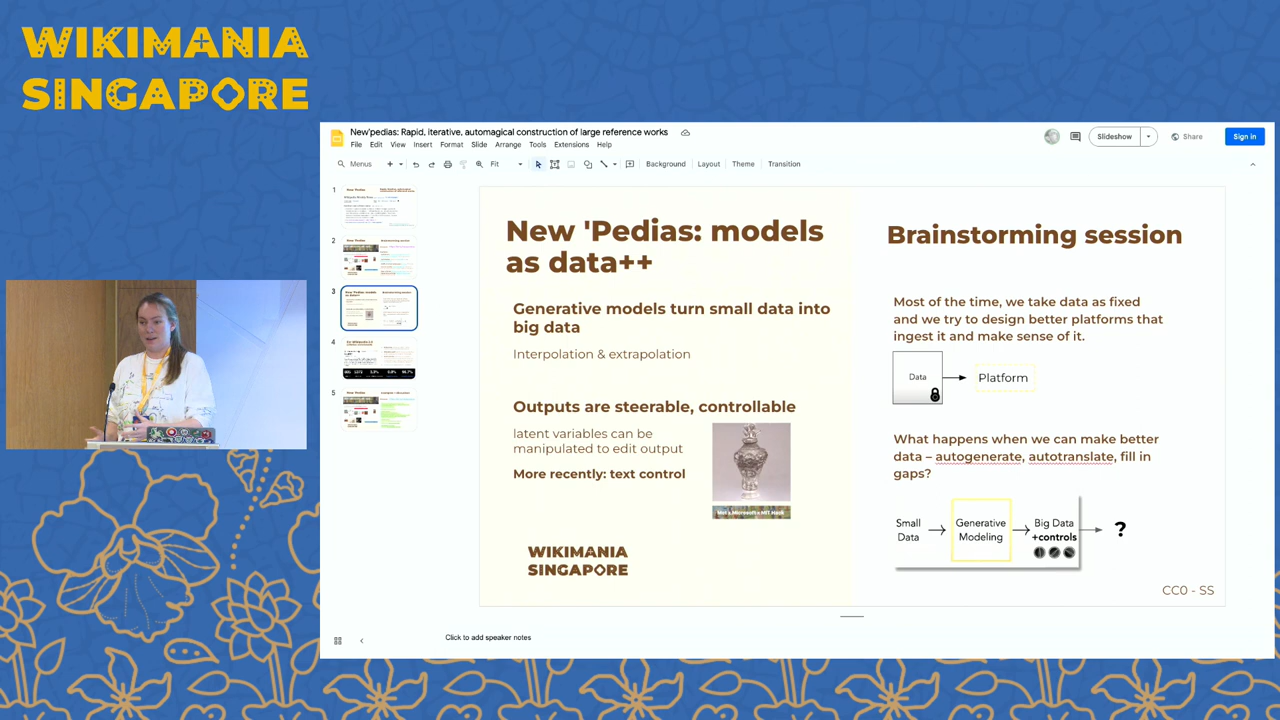 WIKIMANIA
SINGAPORE
New'pedias: Rapid, iterative, automagical construction of large reference works
File Edit View Insert Format Slide Arrange Tools Extensions Help
Slideshow
Share
Sign in
Menus
Fit
Background Layout Theme Transition
1
2
3
4
5
New 'Pedias: models
as data++
Generative models turn small data into
big data
Interpolation & extrapolation
Outputs are steerable, controllable
latent variables can be
manipulated to edit output
More recently: text control
Met x Microsoft x MIT Hack
WIKIMANIA
SINGAPORE
Brainstorming session
Most of the time, we take data as fixed
and we try to design better platforms that
ingest it and make sense of it.
Data
Platform
What happens when we can make better
data – autogenerate, autotranslate, fill in
gaps?
Small
Data
Generative
Modeling
Big Data
+controls
?
CC0 - SS
Click to add speaker notes